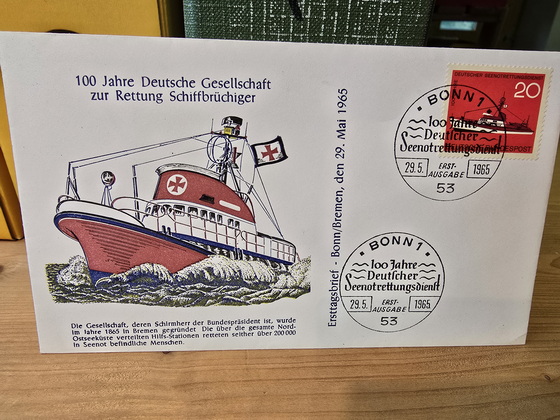 100 Jahre Deutsche Gesellschaft
zur Rettung Schiffbrüchiger
Die Gesellschaft, deren Schirmherr der Bundespräsident ist, wurde
im Jahre 1865 in Bremen gegründet Die über die gesamte Nord-
Ostseeküste verteilten Hilfs-Stationen retteten seither über 200000
in Seenot befindliche Menschen.
Ersttagsbrief - Bonn/Bremen, den 29. Mai 1965
DEUTSCHER SEENOTRETTUNGSDIENST
20
BUNDESPOST
BONN 1
100 Jahre
Deutscher
Seenotrettungsdienst
29.5. ERST- 1965
AUSGABE
53
BONN 1
100 Jahre
Deutscher
Seenotrettungsdienst
29.5. ERST- 1965
AUSGABE
53